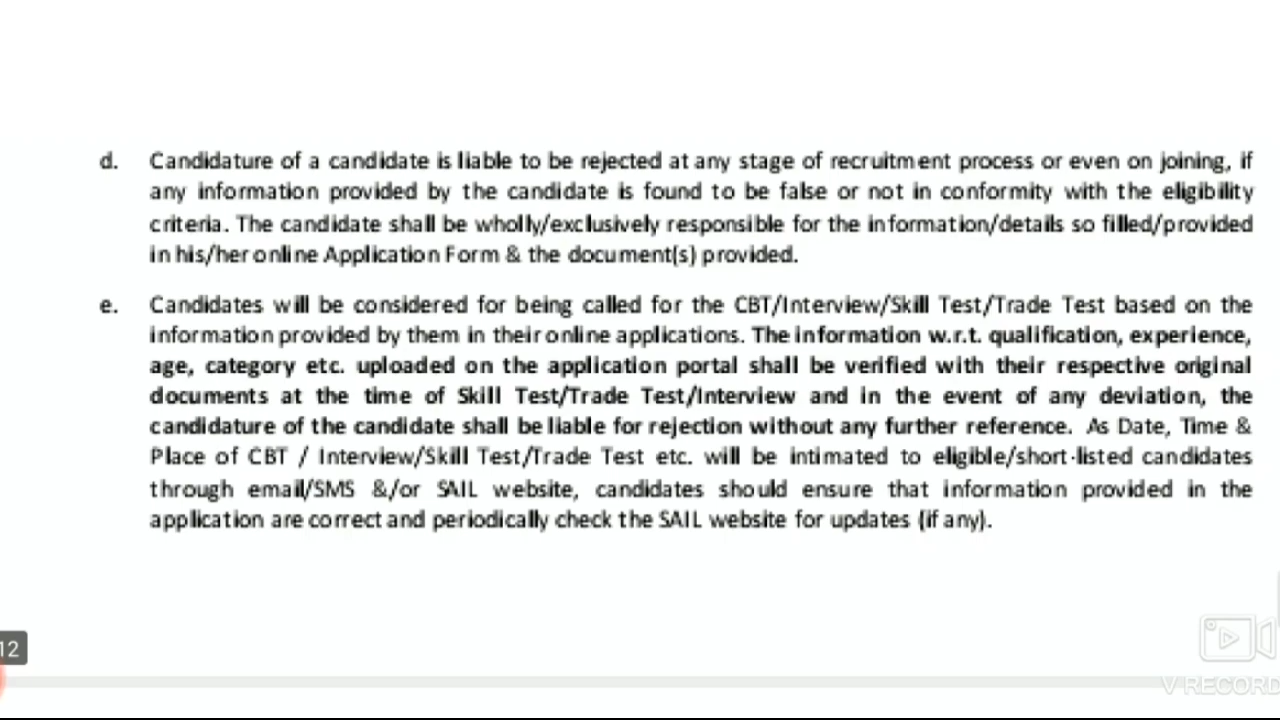 d. Candidature of a candidate is liable to be rejected at any stage of recruitment process or even on joining, if
any information provided by the candidate is found to be false or not in conformity with the eligibility
criteria. The candidate shall be wholly/exclusively responsible for the information/details so filled/provided
in his/her online Application Form & the document(s) provided.
e. Candidates will be considered for being called for the CBT/Interview/Skill Test/Trade Test based on the
information provided by them in their online applications. The information w.r.t. qualification, experience,
age, category etc. uploaded on the application portal shall be verified with their respective original
documents at the time of Skill Test/Trade Test/Interview and in the event of any deviation, the
candidature of the candidate shall be liable for rejection without any further reference. As Date, Time &
Place of CBT / Interview/Skill Test/Trade Test etc. will be intimated to eligible/short-listed candidates
through email/SMS &/or SAIL website, candidates should ensure that information provided in the
application are correct and periodically check the SAIL website for updates (if any).
12
V RECORD